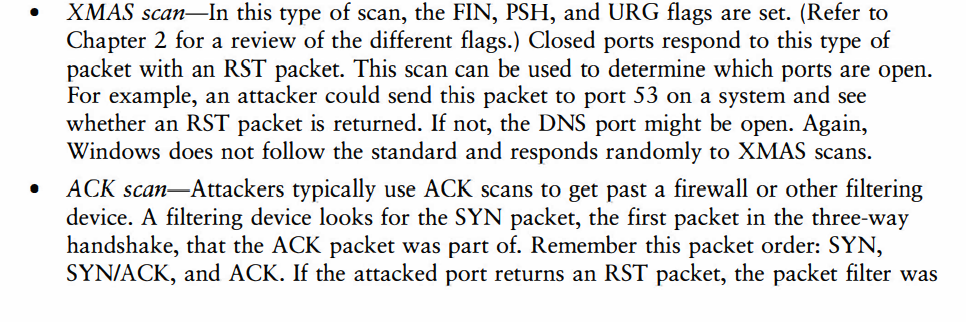 • XMAS scan—In this type of scan, the FIN, PSH, and URG flags are set. (Refer to
Chapter 2 for a review of the different flags.) Closed ports respond to this type of
packet with an RST packet. This scan can be used to determine which ports are open.
For example, an attacker could send this packet to port 53 on a system and see
whether an RST packet is returned. If not, the DNS port might be open. Again,
Windows does not follow the standard and responds randomly to XMAS scans.
• ACK scan—Attackers typically use ACK scans to get past a firewall or other filtering
device. A filtering device looks for the SYN packet, the first packet in the three-way
handshake, that the ACK packet was part of. Remember this packet order: SYN,
SYN/ACK, and ACK. If the attacked port returns an RST packet, the packet filter was